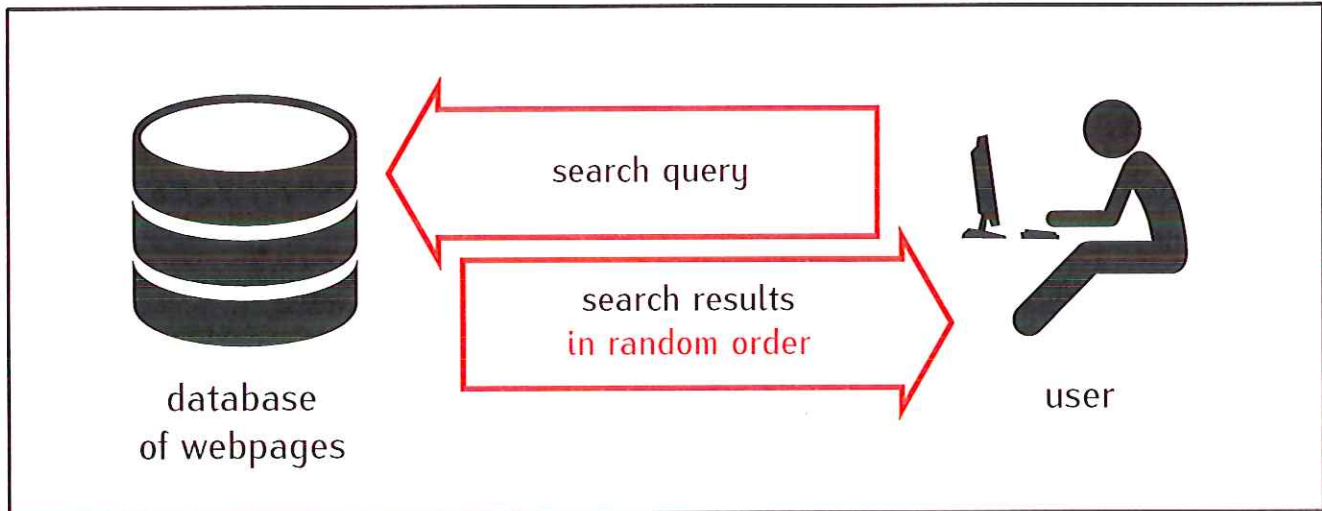 search query
search results
in random order
database
of webpages
user